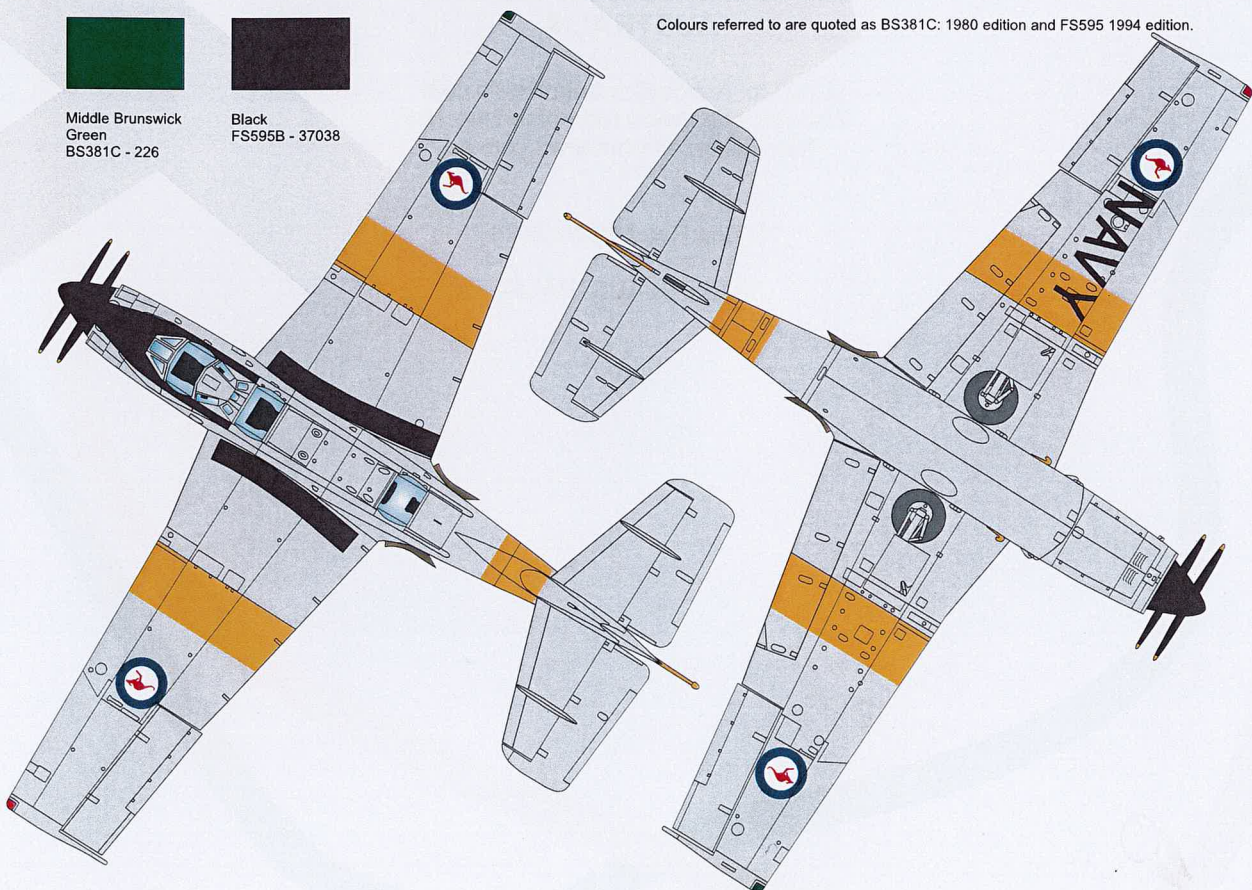 Colours referred to are quoted as BS381C: 1980 edition and FS595 1994 edition.
Middle Brunswick
Green
BS381C - 226
Black
FS595B - 37038
NAVY